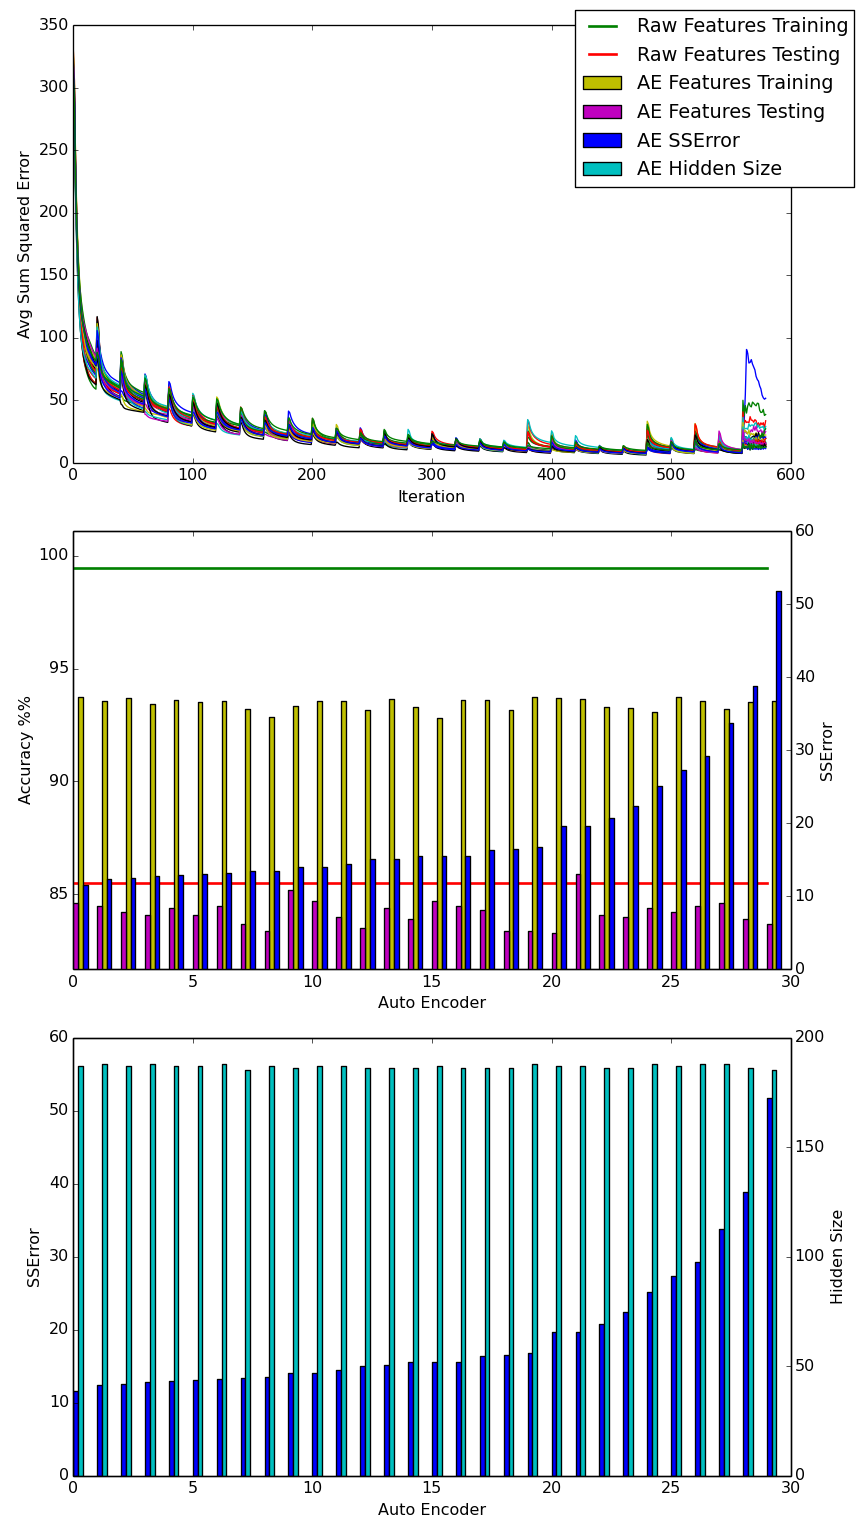 350
300
250
200
150
100
50
0
Avg Sum Squared Error
0 100 200 300 400 500 600
Iteration
Raw Features Training
Raw Features Testing
AE Features Training
AE Features Testing
AE SSError
AE Hidden Size
100
95
90
85
Accuracy %%
60
50
40
30
20
10
0
SSError
0 5 10 15 20 25 30
Auto Encoder
60
50
40
30
20
10
0
SSError
200
150
100
50
0
Hidden Size
0 5 10 15 20 25 30
Auto Encoder